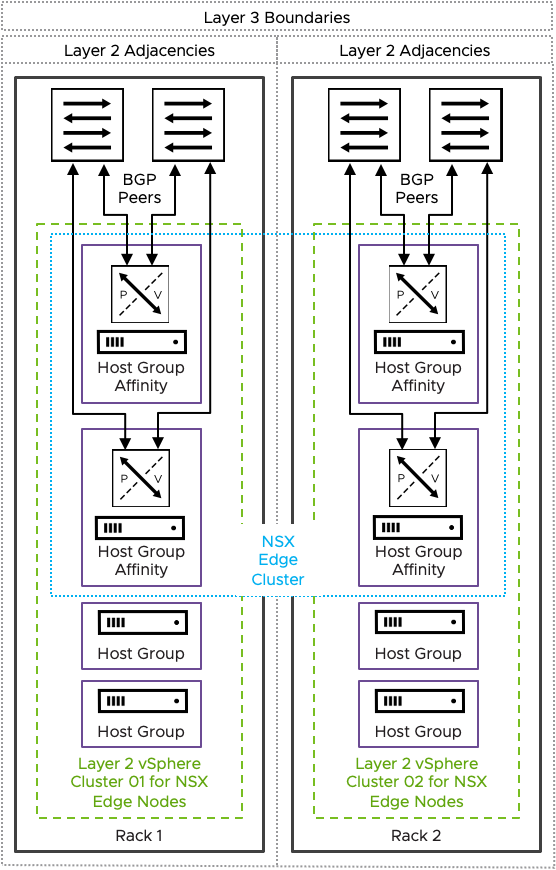 Layer 3 Boundaries
Layer 2 Adjacencies
BGP
Peers
P V
Host Group
Affinity
P V
Host Group
Affinity
Host Group
Host Group
Layer 2 vSphere
Cluster 01 for NSX
Edge Nodes
Rack 1
NSX
Edge
Cluster
Layer 2 Adjacencies
BGP
Peers
P V
Host Group
Affinity
P V
Host Group
Affinity
Host Group
Host Group
Layer 2 vSphere
Cluster 02 for NSX
Edge Nodes
Rack 2